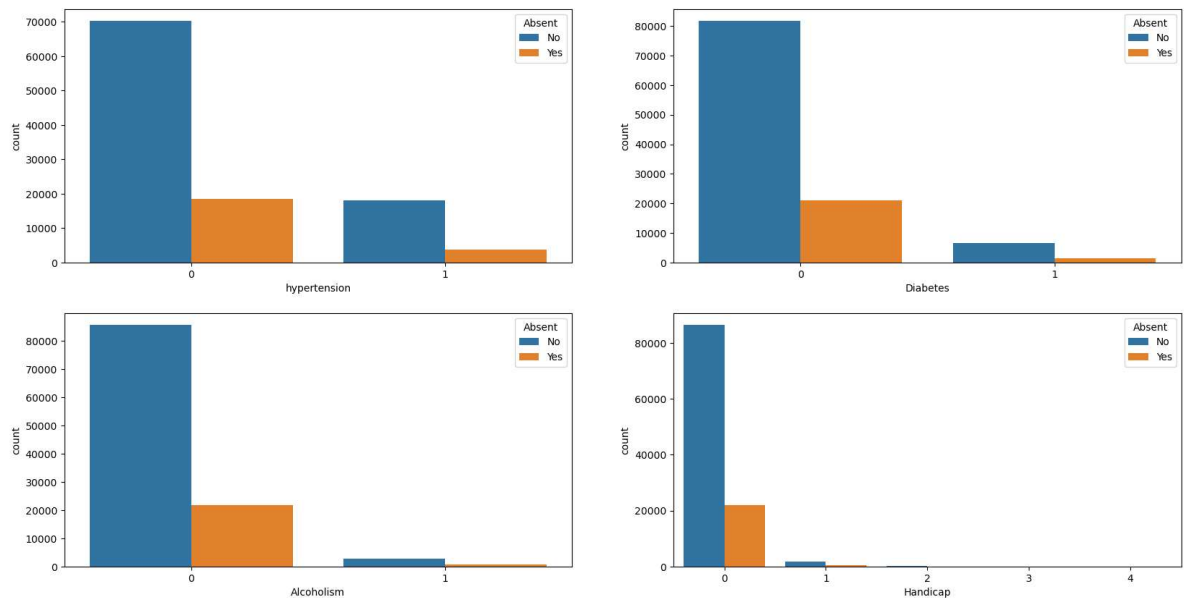 70000
60000
50000
40000
30000
20000
10000
0
count
0 1
hypertension
Absent
No
Yes
80000
70000
60000
50000
40000
30000
20000
10000
0
count
0 1
Diabetes
Absent
No
Yes
80000
70000
60000
50000
40000
30000
20000
10000
0
count
0 1
Alcoholism
Absent
No
Yes
80000
60000
40000
20000
0
count
0 1 2 3 4
Handicap
Absent
No
Yes